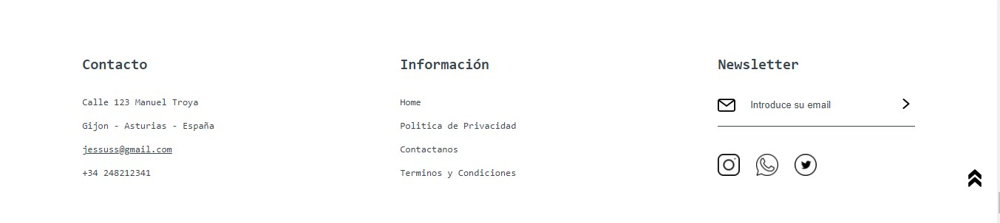 Contacto
Calle 123 Manuel Troya
Gijon - Asturias - España
jessuss@gmail.com
+34 248212341
Información
Home
Politica de Privacidad
Contactanos
Terminos y Condiciones
Newsletter
Introduce su email